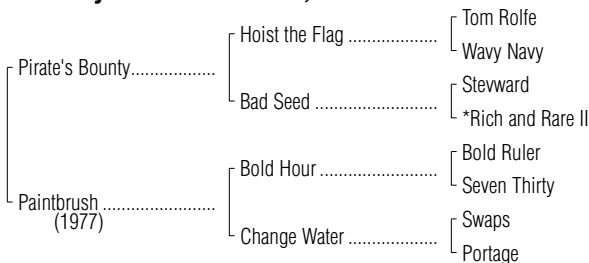 Tom Rolfe
Hoist the Flag ....................
Wavy Navy
Pirate's Bounty.................
Stevward
Bad Seed .............................
*Rich and Rare II
Bold Ruler
Bold Hour ............................
Seven Thirty
Paintbrush .......................
(1977)
Swaps
Change Water ......................
Portage